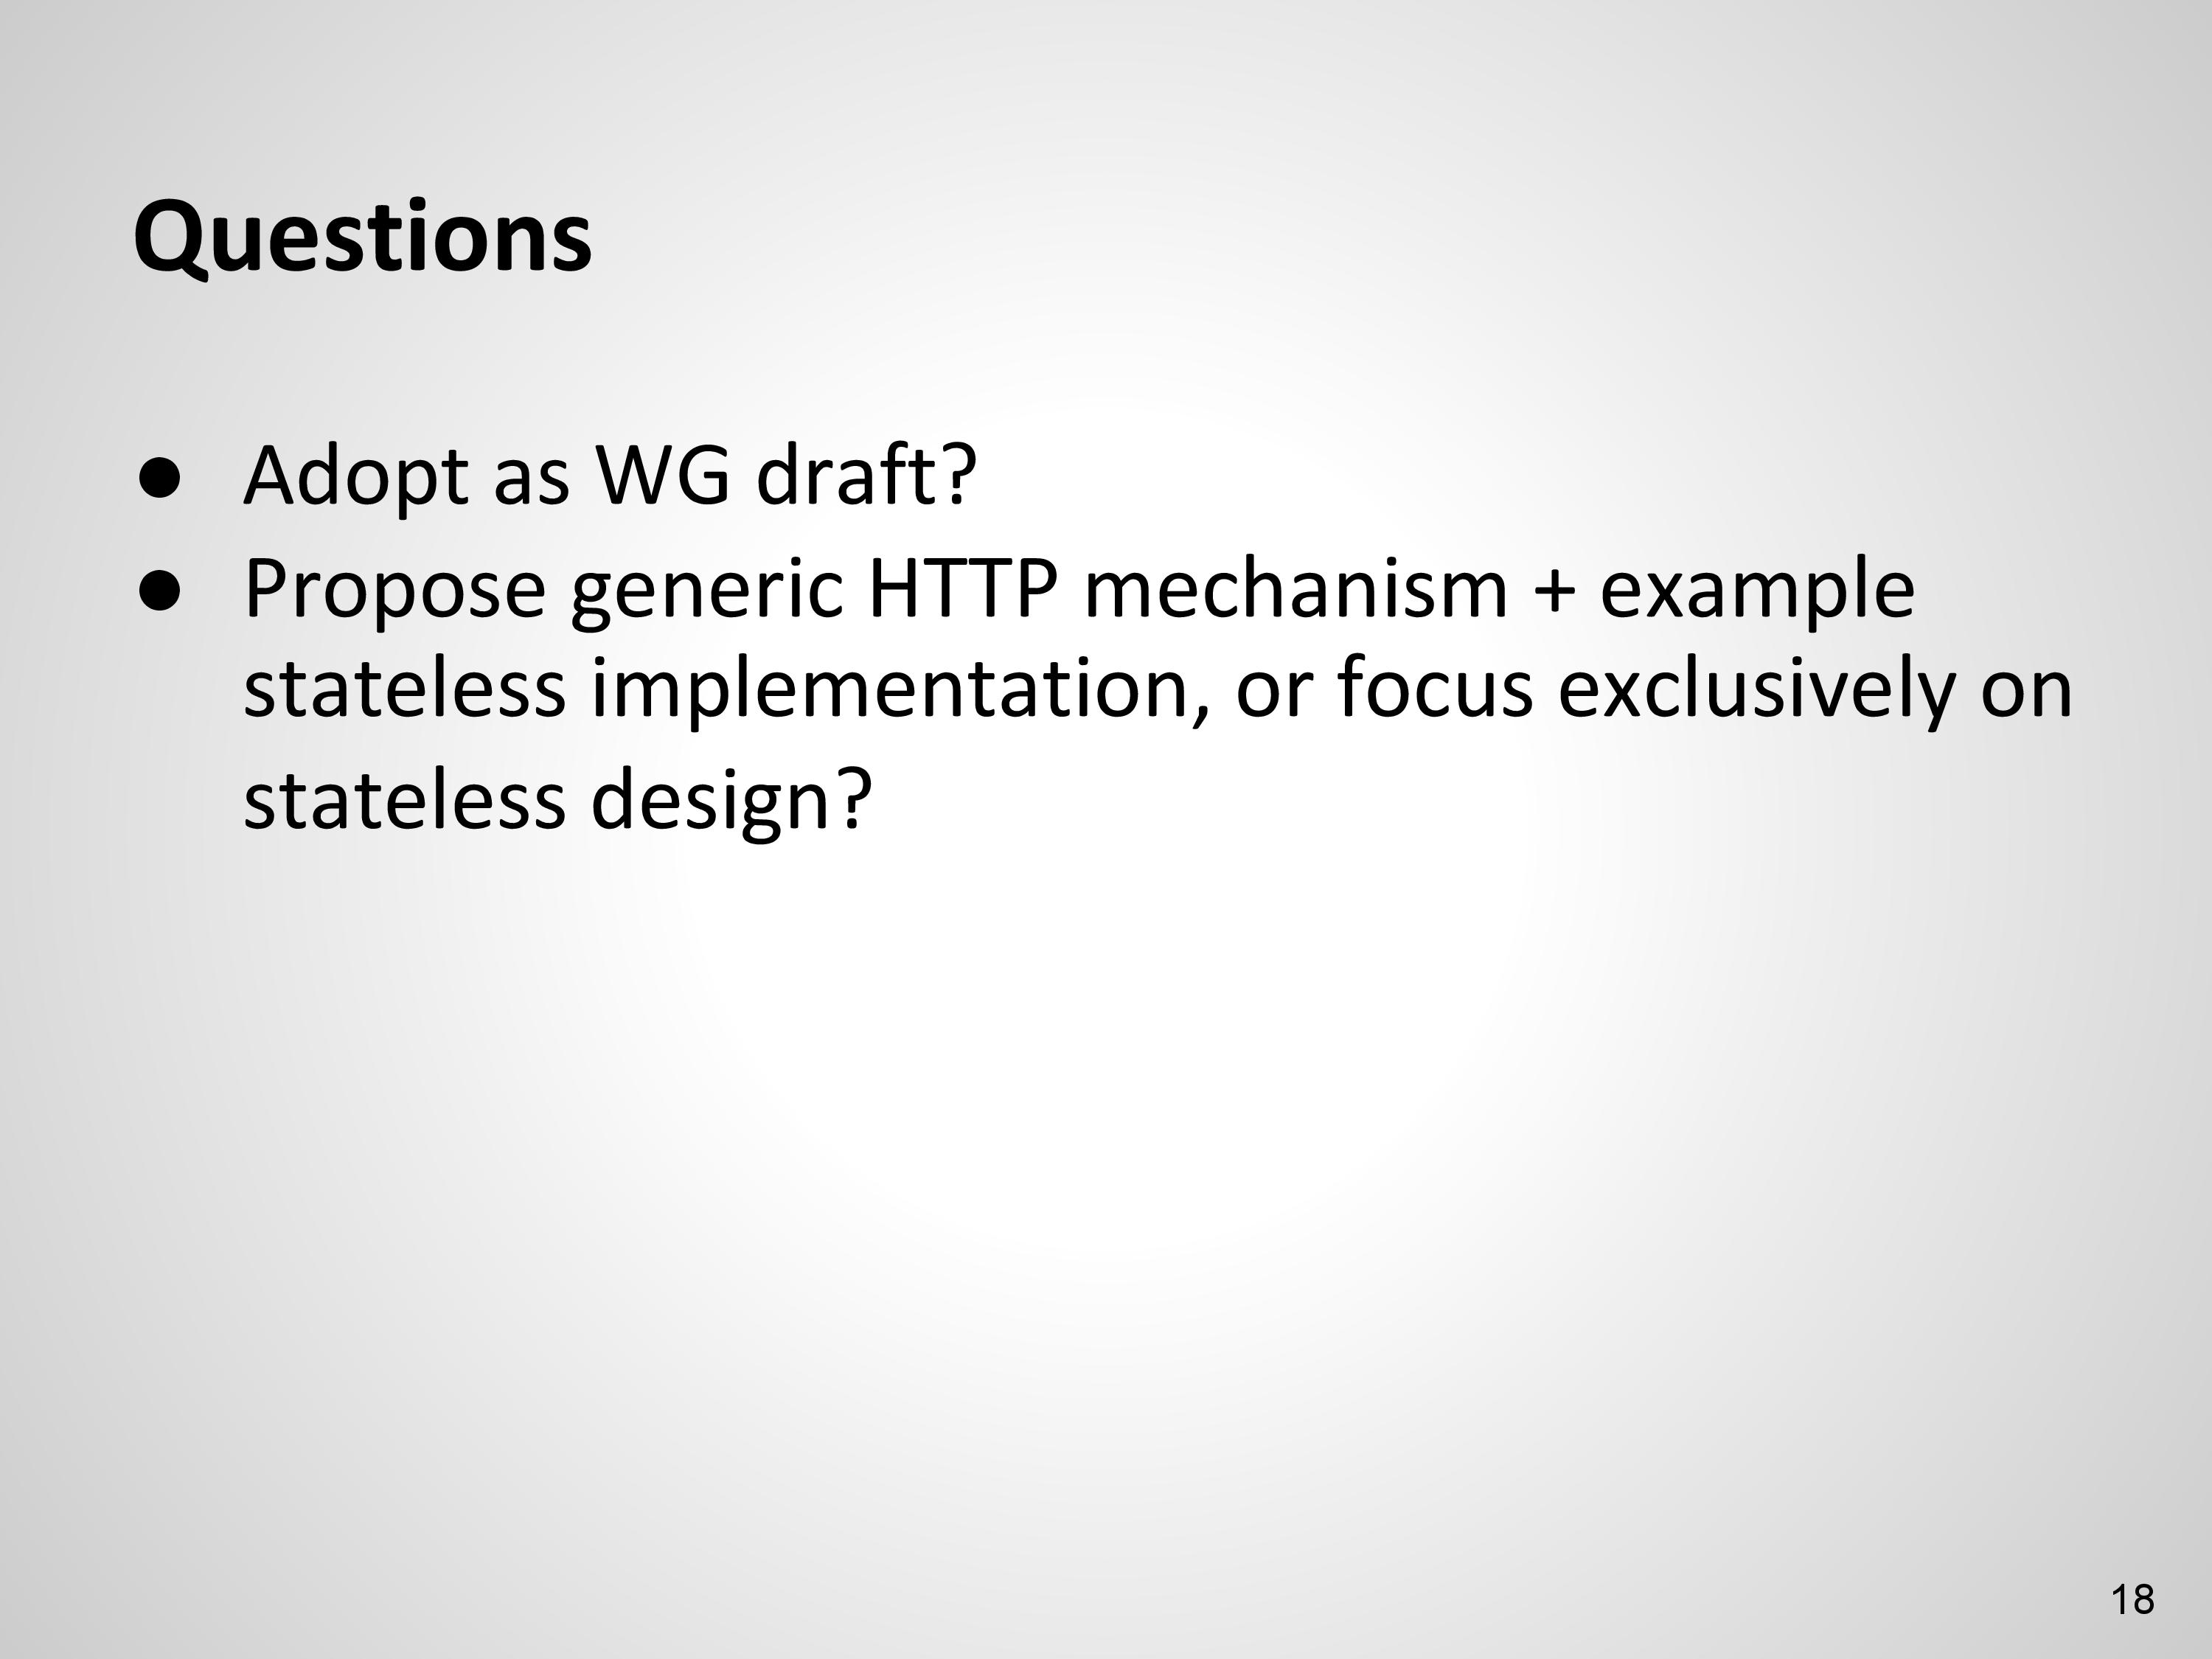 Questions
● Adopt as WG draft?
● Propose generic HTTP mechanism + example
stateless implementation, or focus exclusively on
stateless design?
18